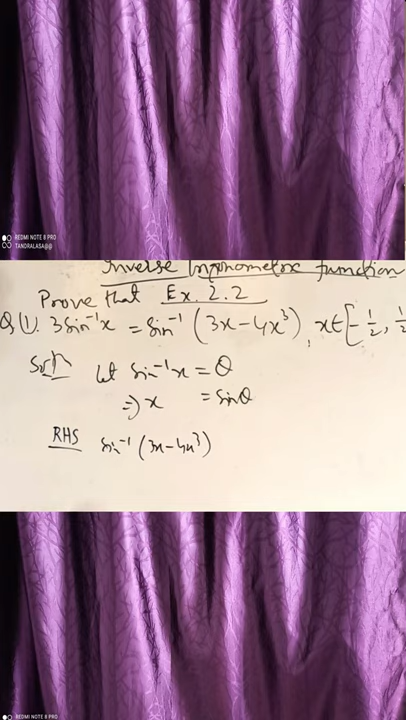 REDMI NOTE 8 PRO
TANDRALASA@@
Inverse Trigonometric function
Prove that Ex. 2.2
Q(1). 3sin⁻¹x = sin⁻¹(3x-4x³), x∈[-1/2, 1/2
Sol^n Let sin⁻¹x = θ
=> x = sinθ
RHS sin⁻¹(3x-4x³)
REDMI NOTE 8 PRO